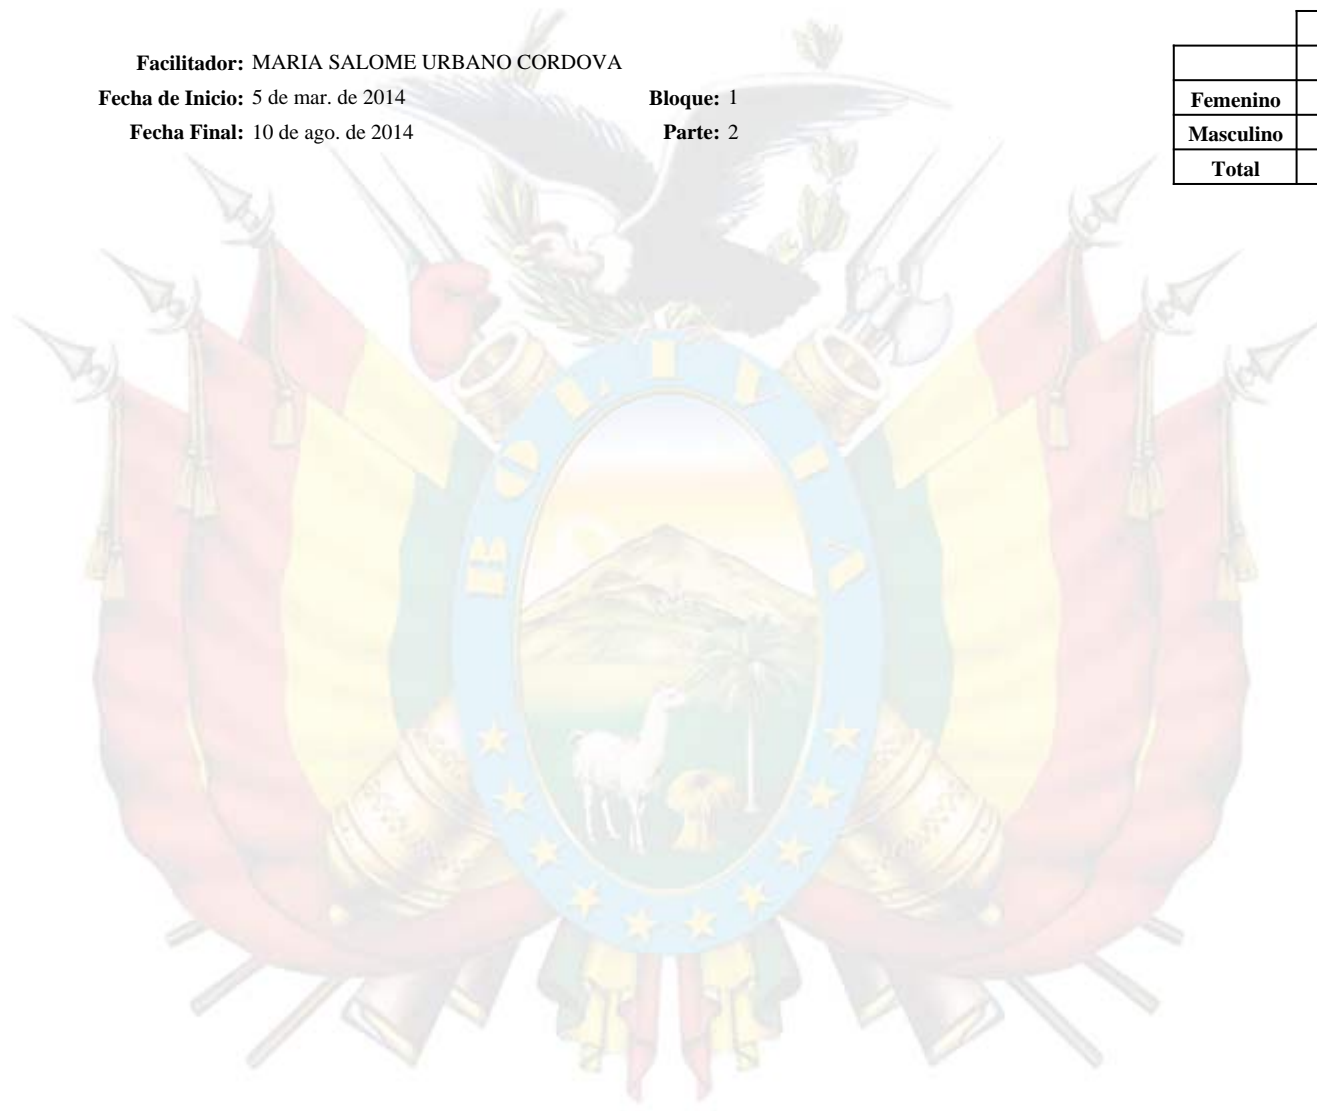 Facilitador: MARIA SALOME URBANO CORDOVA
Fecha de Inicio: 5 de mar. de 2014 Bloque: 1
Fecha Final: 10 de ago. de 2014 Parte: 2
Femenino
Masculino
Total
BOLIVIA